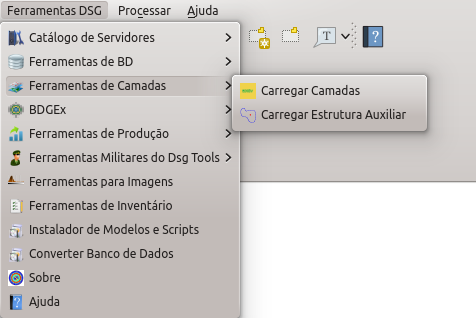 Ferramentas DSG Processar Ajuda
Catálogo de Servidores
Ferramentas de BD
Ferramentas de Camadas
Carregar Camadas
Carregar Estrutura Auxiliar
BDGEx
Ferramentas de Produção
Ferramentas Militares do Dsg Tools
Ferramentas para Imagens
Ferramentas de Inventário
Instalador de Modelos e Scripts
Converter Banco de Dados
Sobre
Ajuda
T
?